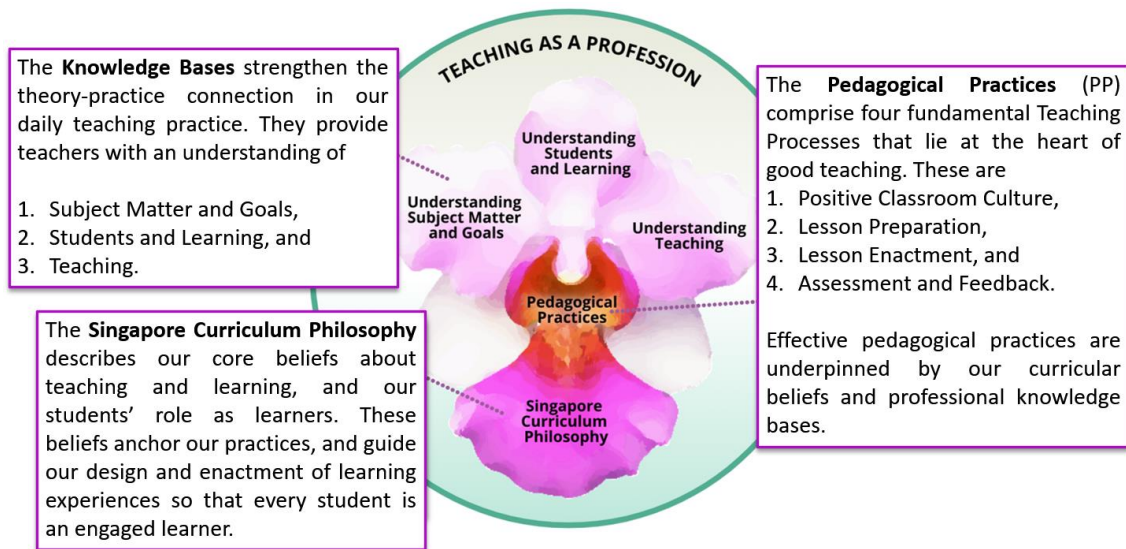 TEACHING AS A PROFESSION
The Knowledge Bases strengthen the
theory-practice connection in our
daily teaching practice. They provide
teachers with an understanding of
1. Subject Matter and Goals,
2. Students and Learning, and
3. Teaching.
Understanding
Students
and Learning
Understanding
Subject Matter
and Goals
Understanding
Teaching
Pedagogical
Practices
Singapore
Curriculum
Philosophy
The Pedagogical Practices (PP)
comprise four fundamental Teaching
Processes that lie at the heart of
good teaching. These are
1. Positive Classroom Culture,
2. Lesson Preparation,
3. Lesson Enactment, and
4. Assessment and Feedback.
Effective pedagogical practices are
underpinned by our curricular
beliefs and professional knowledge
bases.
The Singapore Curriculum Philosophy
describes our core beliefs about
teaching and learning, and our
students’ role as learners. These
beliefs anchor our practices, and guide
our design and enactment of learning
experiences so that every student is
an engaged learner.